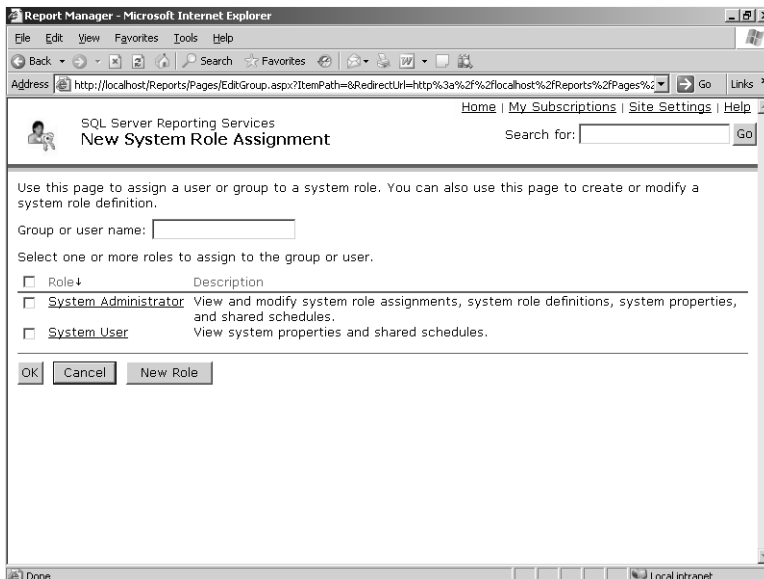 Report Manager - Microsoft Internet Explorer
File Edit View Favorites Tools Help
Back Search Favorites
Address http://localhost/Reports/Pages/EditGroup.aspx?ItemPath=&RedirectUrl=http%3a%2f%2flocalhost%2fReports%2fPages%2 Go Links
Home | My Subscriptions | Site Settings | Help
SQL Server Reporting Services
New System Role Assignment
Search for: Go
Use this page to assign a user or group to a system role. You can also use this page to create or modify a
system role definition.
Group or user name:
Select one or more roles to assign to the group or user.
Role↓ Description
System Administrator View and modify system role assignments, system role definitions, system properties,
and shared schedules.
System User View system properties and shared schedules.
OK Cancel New Role
Done Local intranet